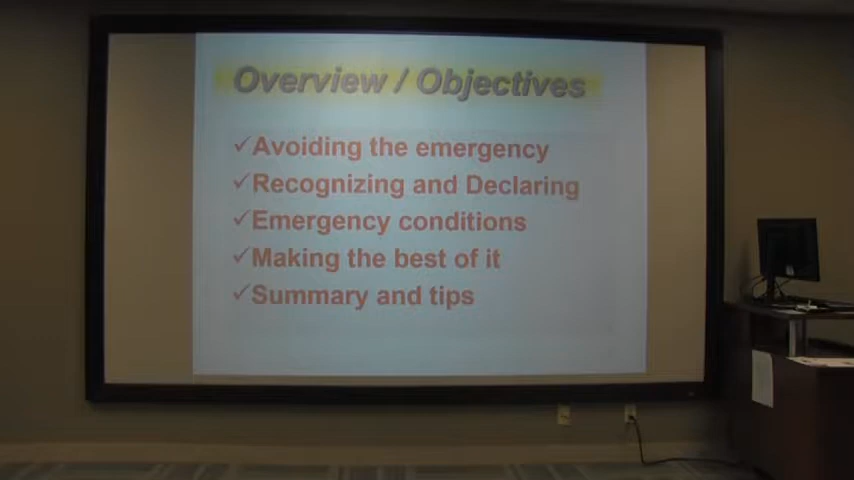 Overview / Objectives
✓Avoiding the emergency
✓Recognizing and Declaring
✓Emergency conditions
✓Making the best of it
✓Summary and tips